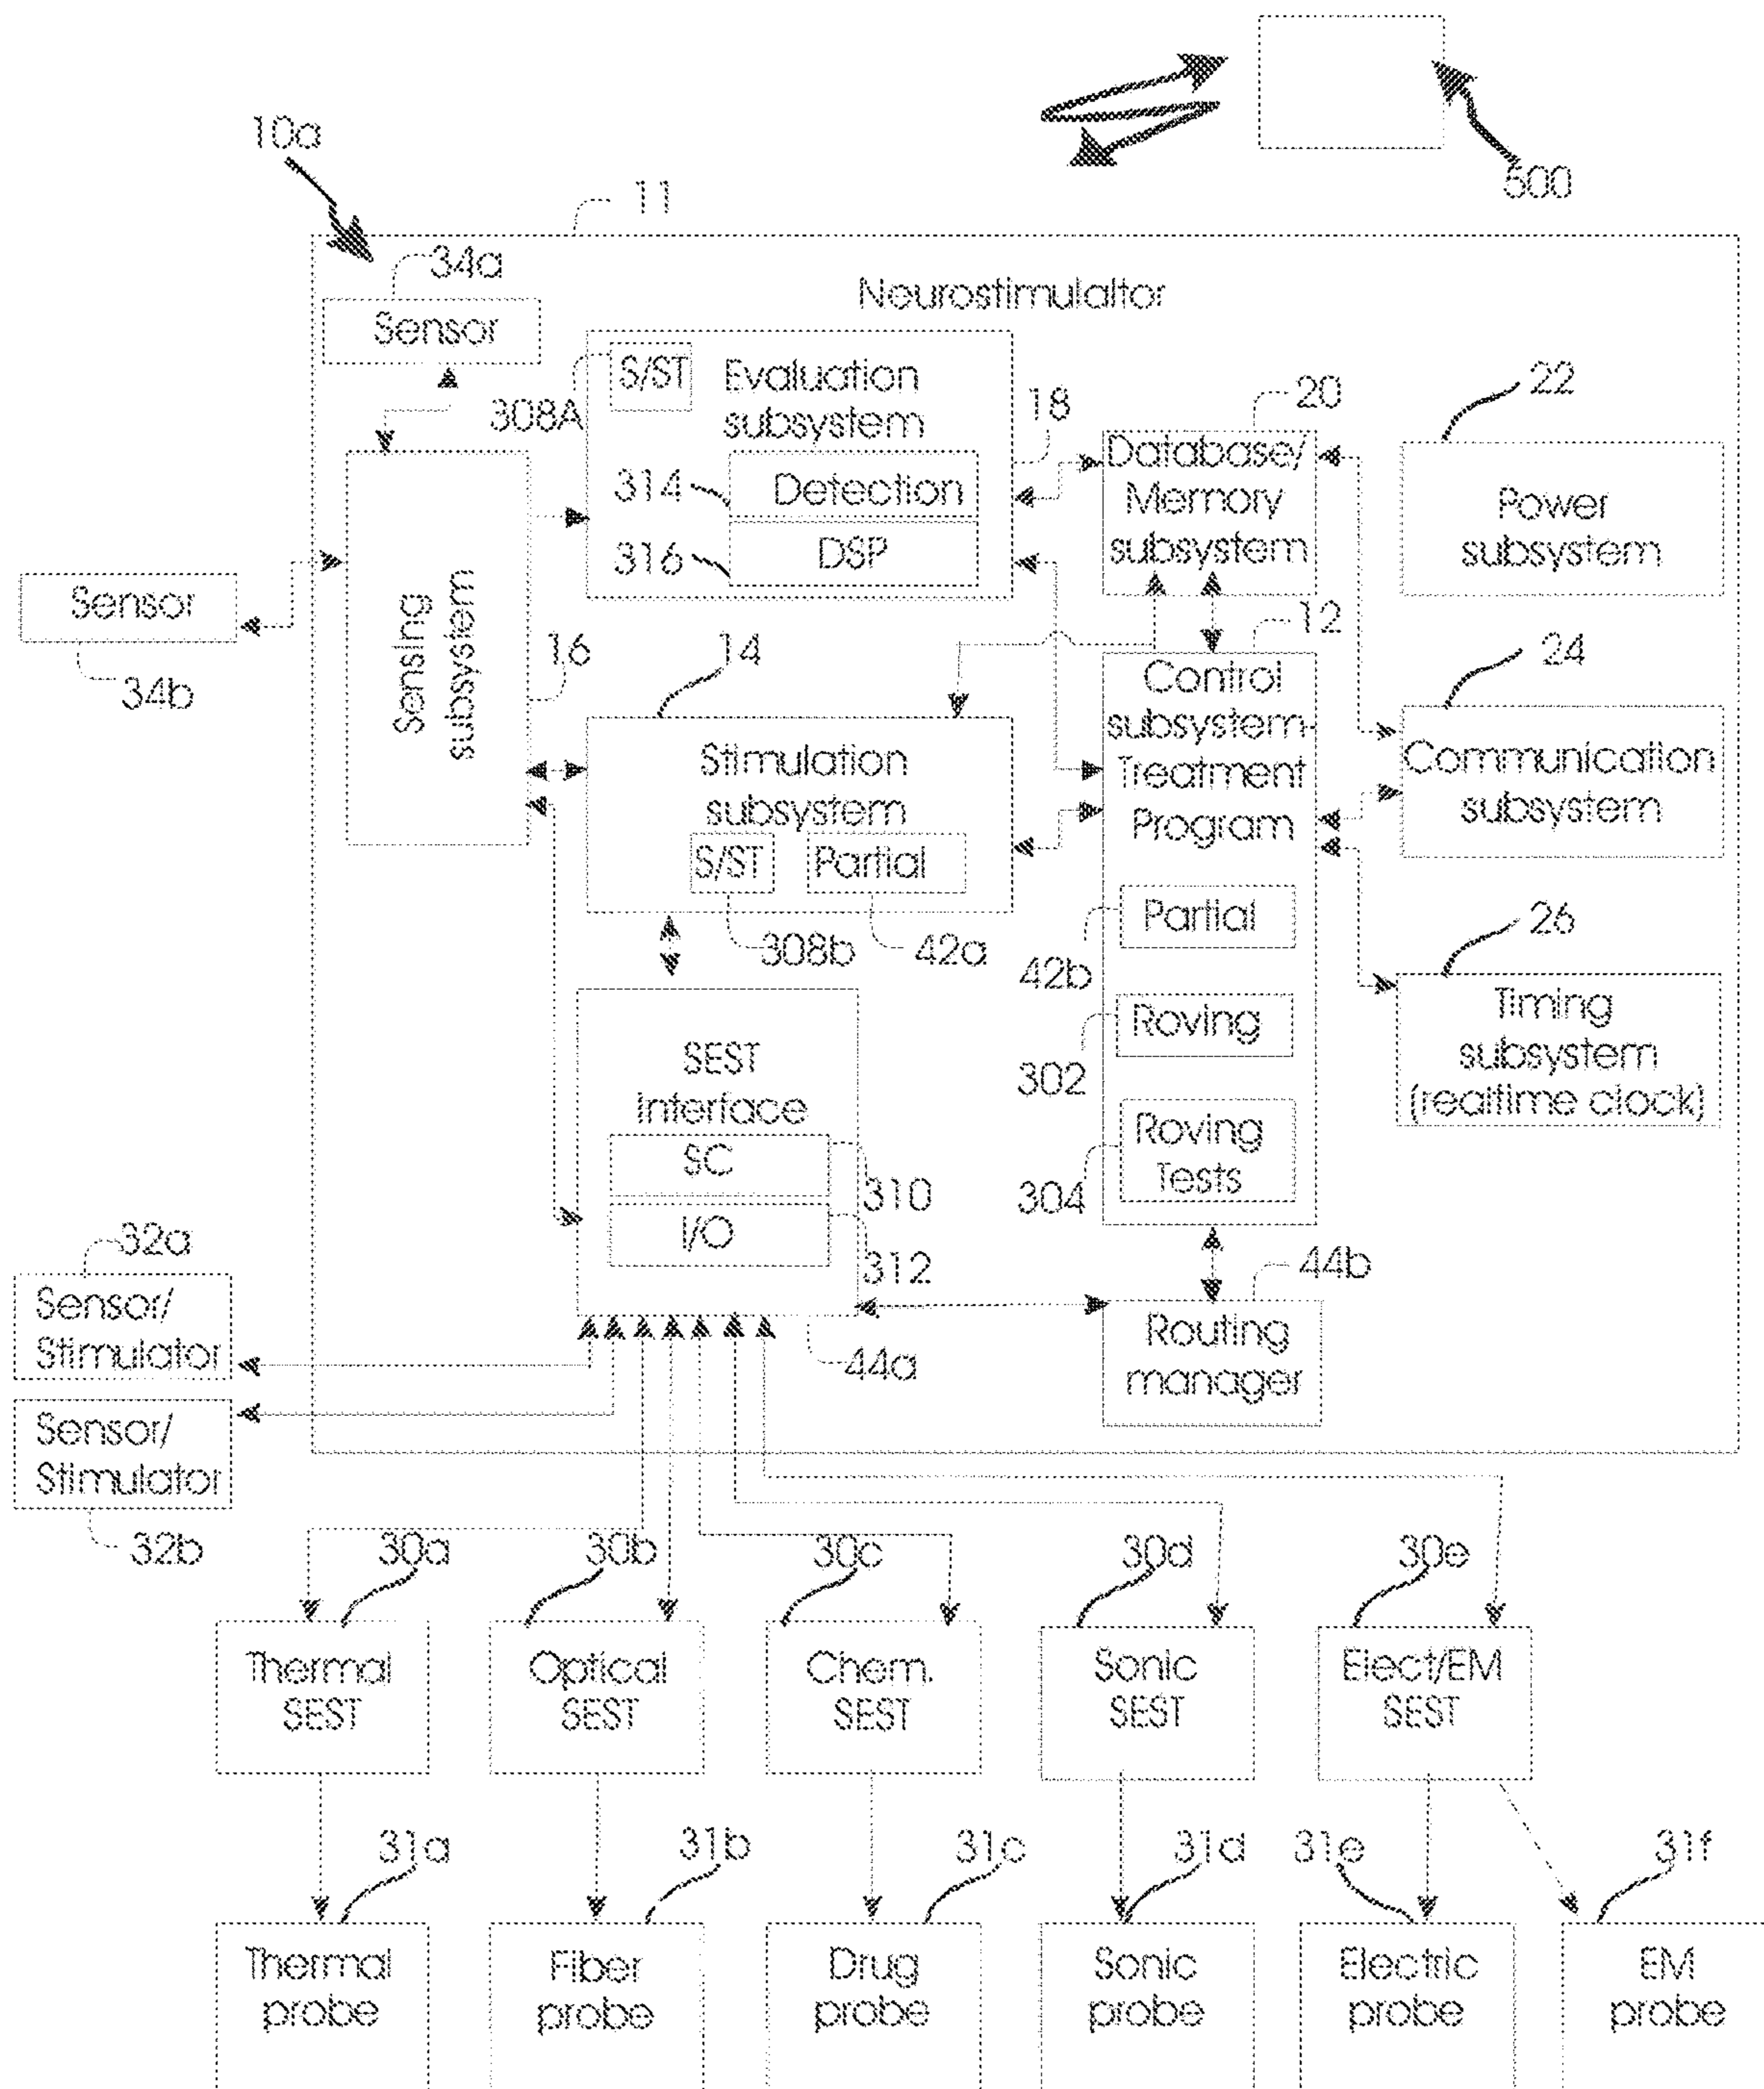 500
10a
11
34a
Neurostimulaltor
Sensor
S/ST
Evaluation
subsystem
308A
18
20
22
314
Detection
316
DSP
Database/
Memory
subsystem
Power
subsystem
Sensor
34b
Sensing
subsystem
16
14
12
24
Stimulation
subsystem
S/ST
Partial
308b
42a
Control
subsystem-
Treatment
Program
Communication
subsystem
Partial
42b
26
Roving
302
Timing
subsystem
(realtime clock)
SEST
Interface
SC
310
I/O
312
Roving
Tests
304
32a
Sensor/
Stimulator
44a
44b
Routing
manager
Sensor/
Stimulator
32b
30a
30b
30c
30d
30e
Thermal
SEST
Optical
SEST
Chem.
SEST
Sonic
SEST
Elect/EM
SEST
31a
31b
31c
31d
31e
31f
Thermal
probe
Fiber
probe
Drug
probe
Sonic
probe
Electric
probe
EM
probe